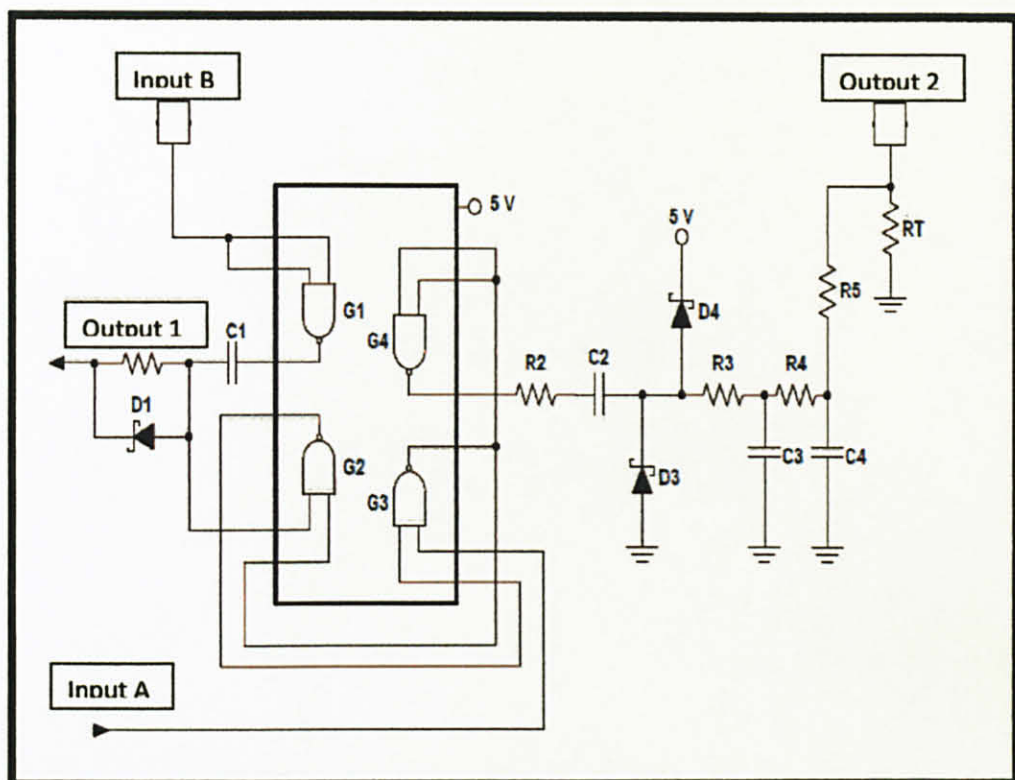 Input B
Output 2
5 V
RT
5 V
D4
R5
G1
Output 1
C1
G4
R2
C2
R3
R4
D1
G2
G3
D3
C3
C4
Input A